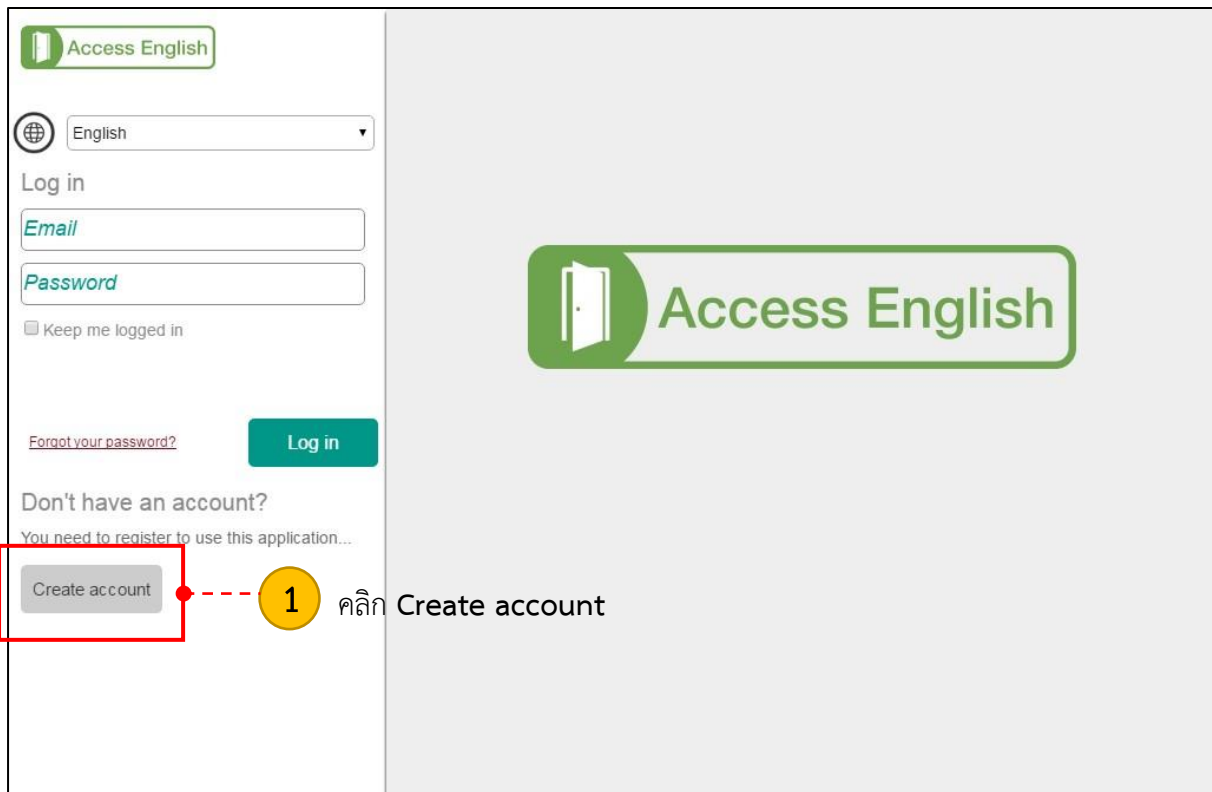 Access English
English
Log in
Email
Password
Keep me logged in
Forgot your password?
Log in
Don't have an account?
You need to register to use this application...
Create account
1
คลิก Create account
Access English